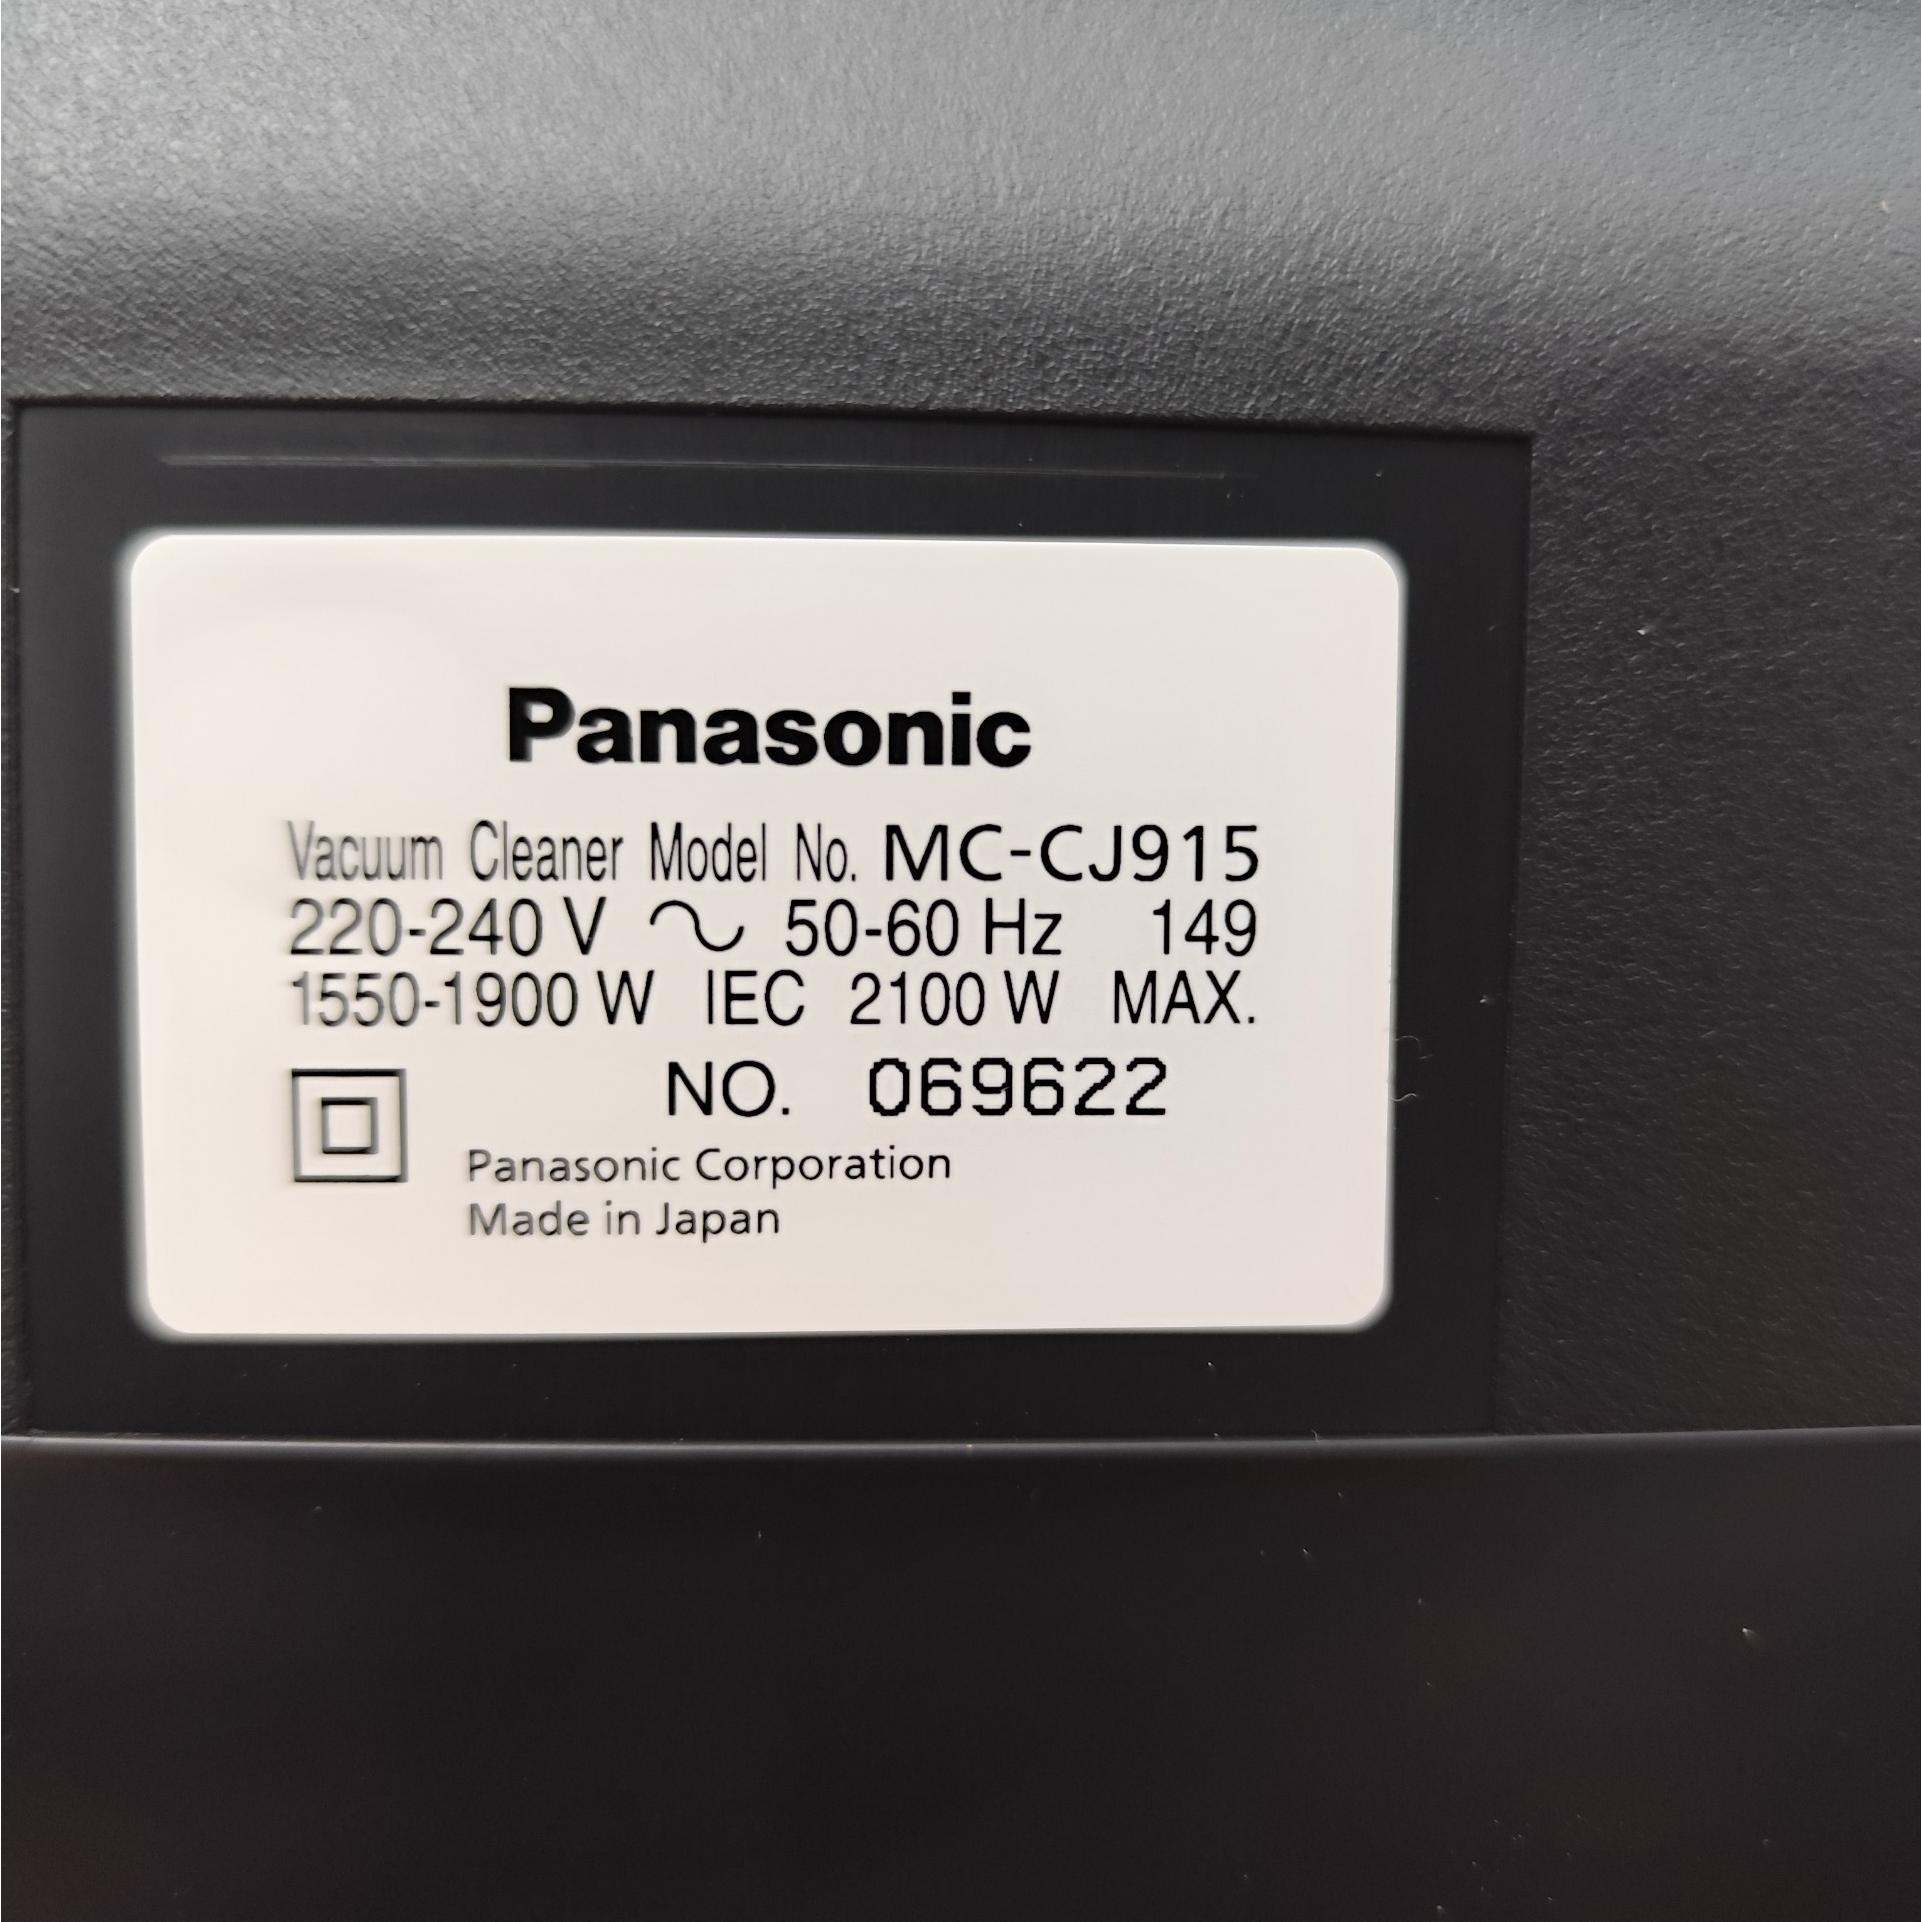 Panasonic
Vacuum Cleaner Model No. MC-CJ915
220-240 V ∿ 50-60 Hz 149
1550-1900 W IEC 2100 W MAX.
NO. 069622
Panasonic Corporation
Made in Japan